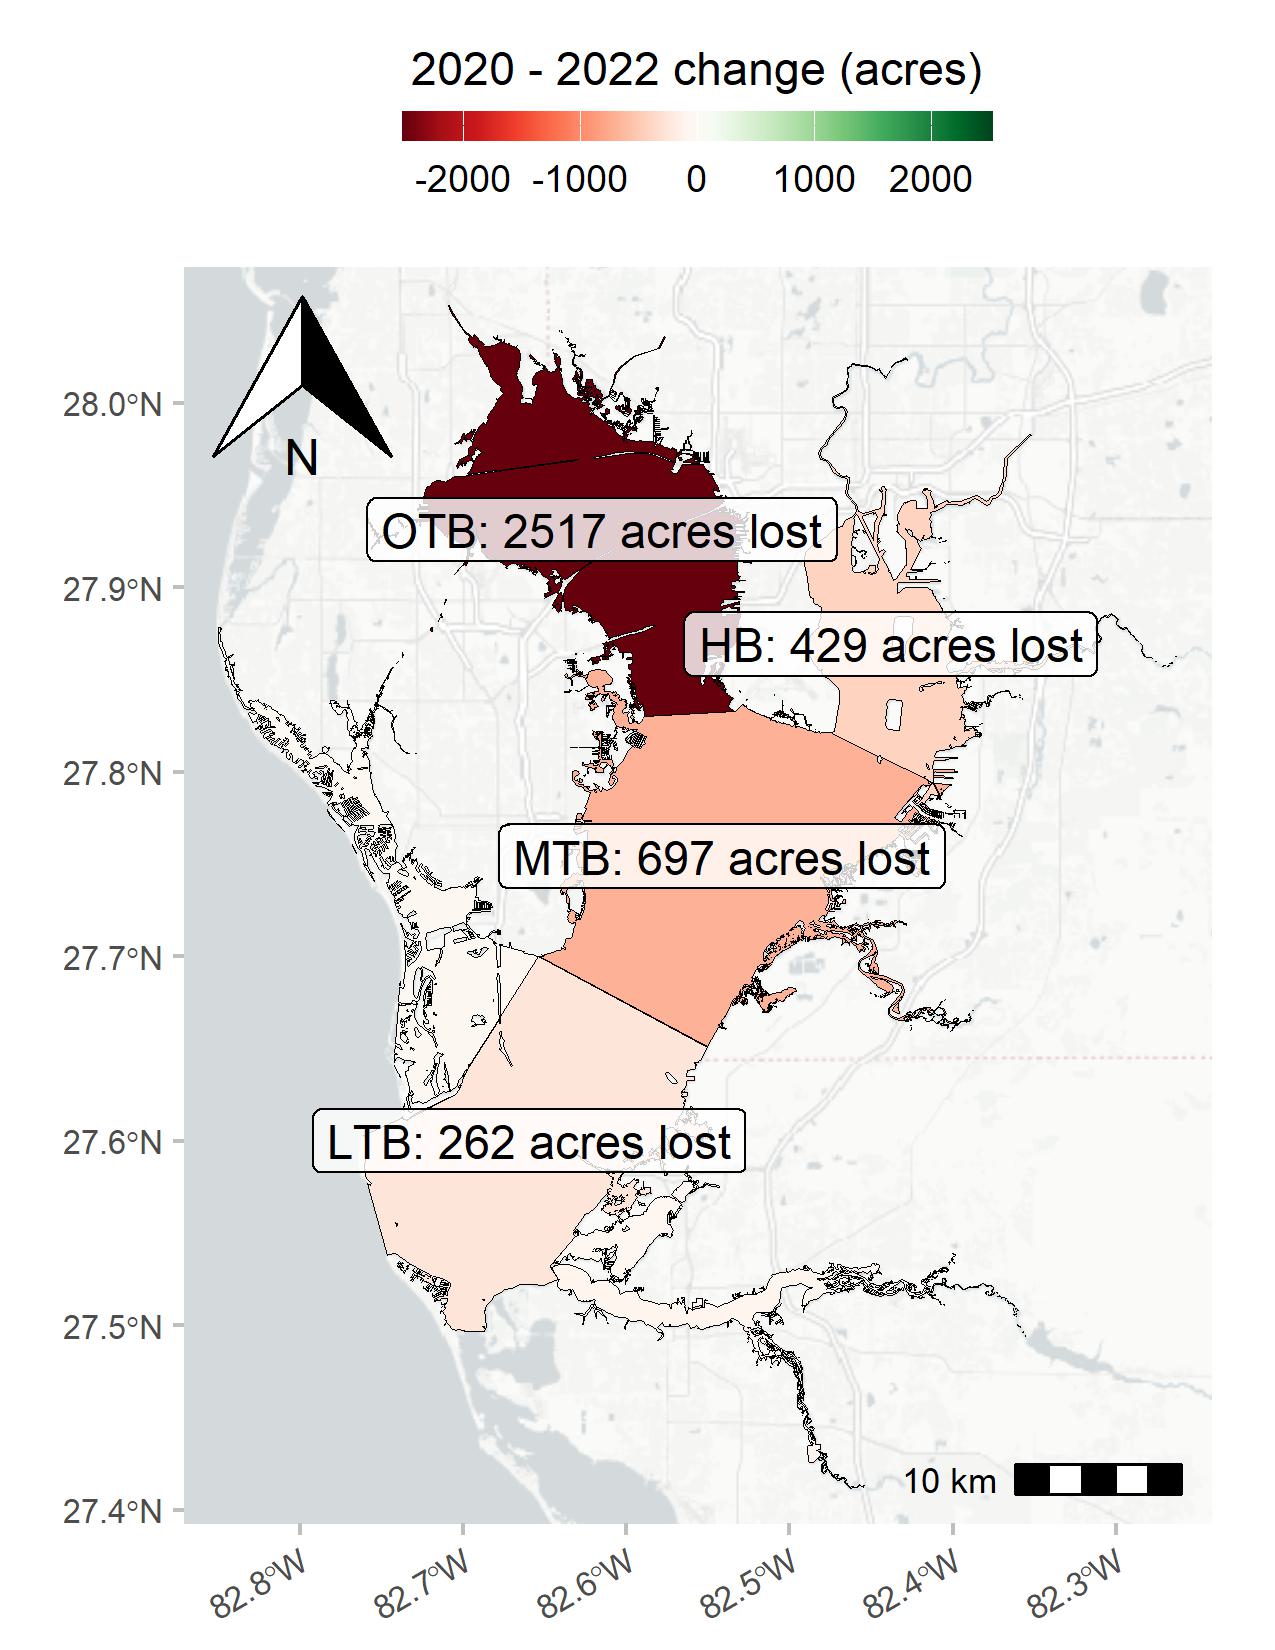 2020 - 2022 change (acres)
-2000 -1000 0 1000 2000
N
28.0°N
27.9°N
27.8°N
27.7°N
27.6°N
27.5°N
27.4°N
OTB: 2517 acres lost
HB: 429 acres lost
MTB: 697 acres lost
LTB: 262 acres lost
10 km
82.8°W 82.7°W 82.6°W 82.5°W 82.4°W 82.3°W